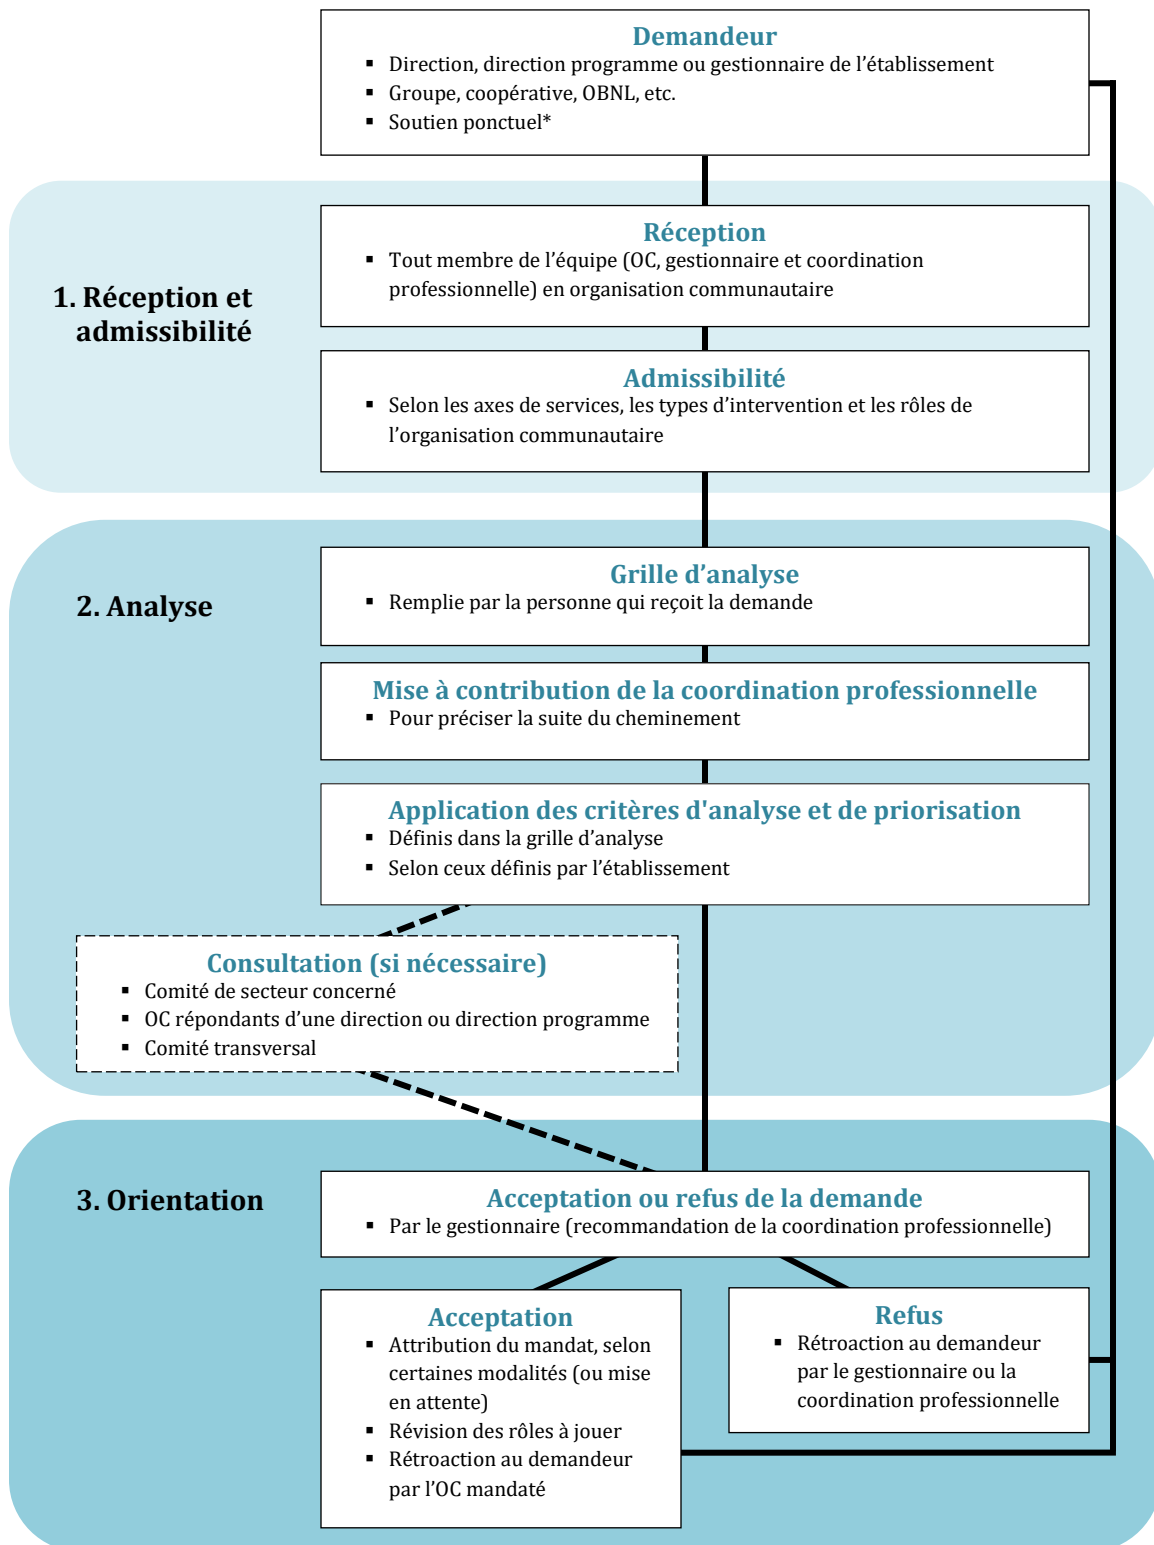 Demandeur
▪ Direction, direction programme ou gestionnaire de l’établissement
▪ Groupe, coopérative, OBNL, etc.
▪ Soutien ponctuel*
1. Réception et
admissibilité
Réception
▪ Tout membre de l’équipe (OC, gestionnaire et coordination
professionnelle) en organisation communautaire
Admissibilité
▪ Selon les axes de services, les types d’intervention et les rôles de
l’organisation communautaire
2. Analyse
Grille d’analyse
▪ Remplie par la personne qui reçoit la demande
Mise à contribution de la coordination professionnelle
▪ Pour préciser la suite du cheminement
Application des critères d'analyse et de priorisation
▪ Définis dans la grille d’analyse
▪ Selon ceux définis par l’établissement
Consultation (si nécessaire)
▪ Comité de secteur concerné
▪ OC répondants d’une direction ou direction programme
▪ Comité transversal
3. Orientation
Acceptation ou refus de la demande
▪ Par le gestionnaire (recommandation de la coordination professionnelle)
Acceptation
▪ Attribution du mandat, selon
certaines modalités (ou mise
en attente)
▪ Révision des rôles à jouer
▪ Rétroaction au demandeur
par l’OC mandaté
Refus
▪ Rétroaction au demandeur
par le gestionnaire ou la
coordination professionnelle